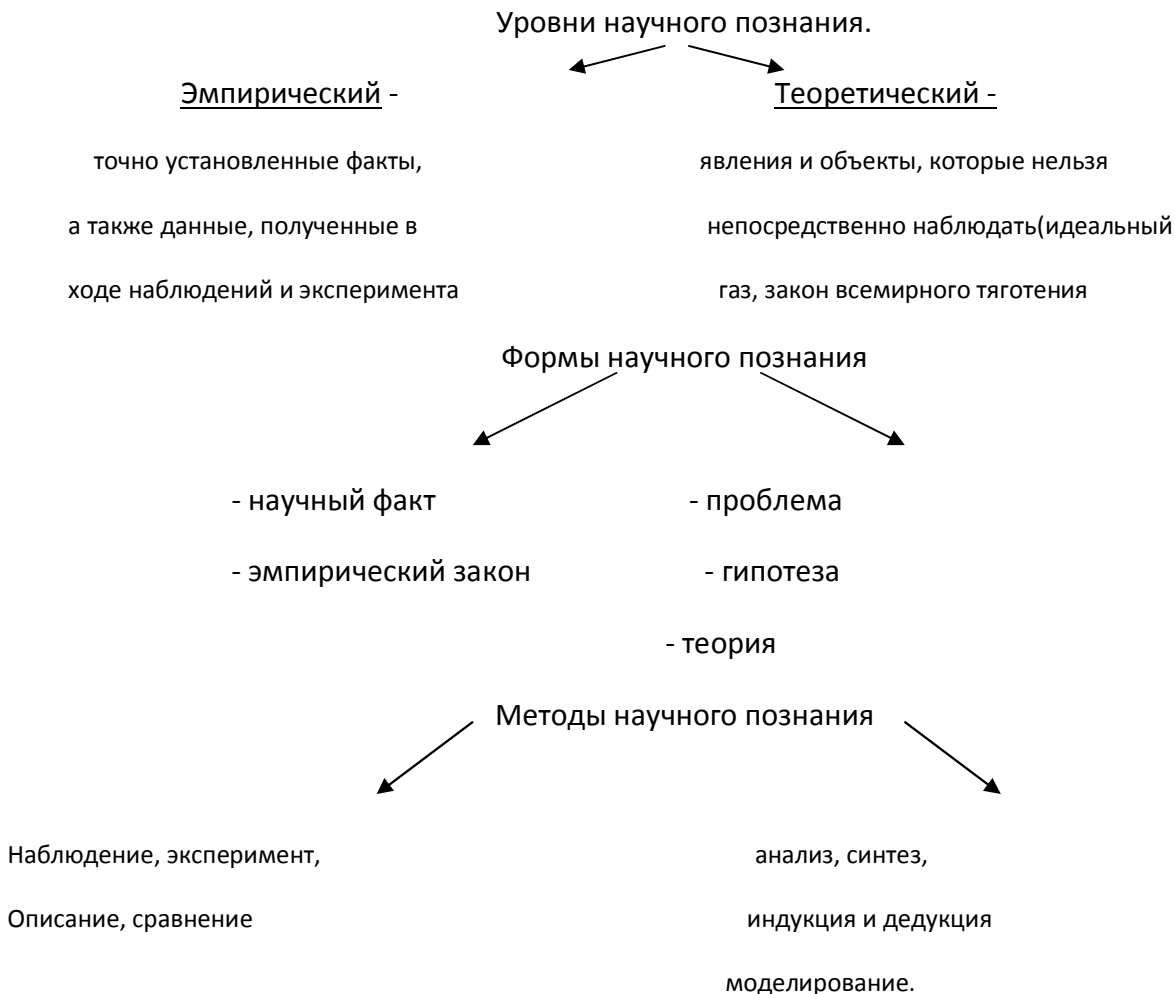 Уровни научного познания.
Эмпирический - Теоретический -
точно установленные факты, явления и объекты, которые нельзя
а также данные, полученные в непосредственно наблюдать(идеальный
ходе наблюдений и эксперимента газ, закон всемирного тяготения
Формы научного познания
- научный факт - проблема
- эмпирический закон - гипотеза
- теория
Методы научного познания
Наблюдение, эксперимент, анализ, синтез,
Описание, сравнение индукция и дедукция
моделирование.